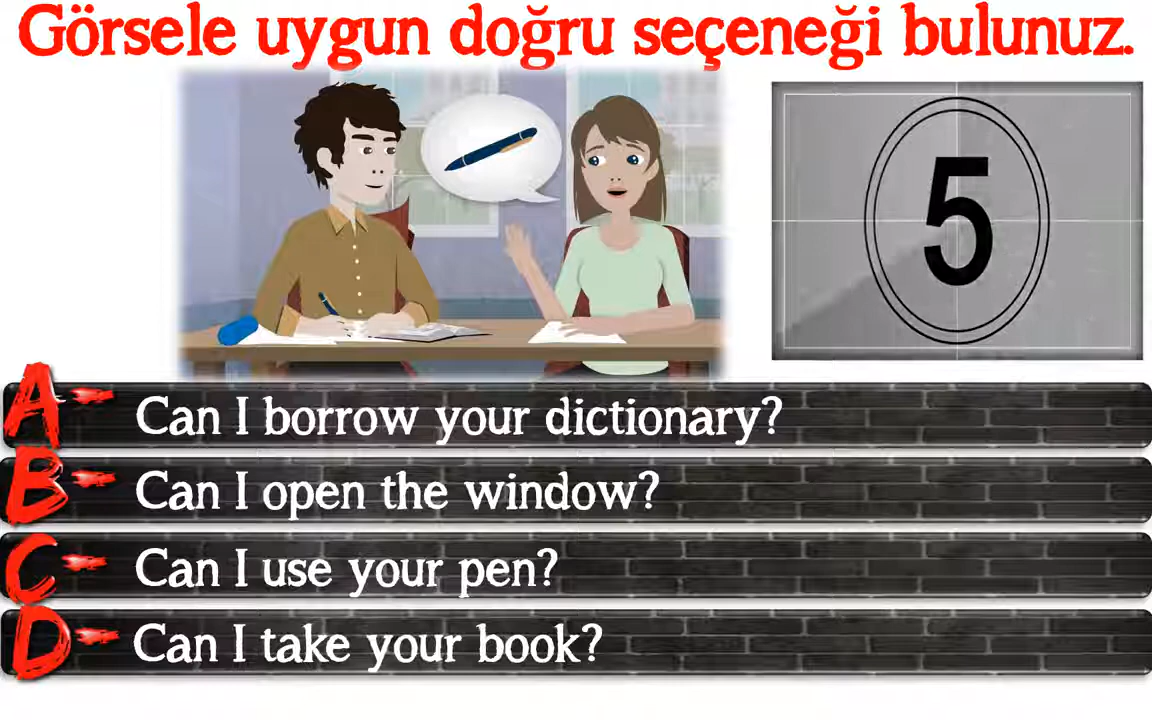 Görsele uygun doğru seçeneği bulunuz.
5
A- Can I borrow your dictionary?
B- Can I open the window?
C- Can I use your pen?
D- Can I take your book?